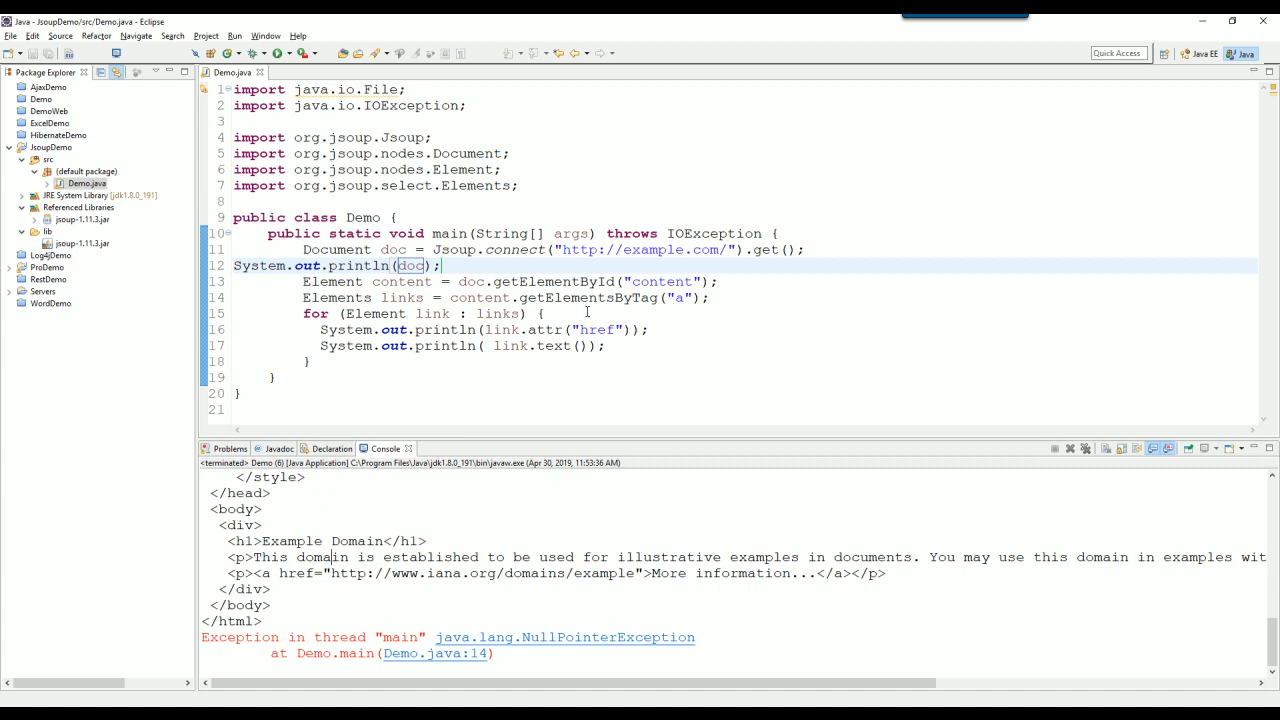 Java - JsoupDemo/src/Demo.java - Eclipse
File Edit Source Refactor Navigate Search Project Run Window Help
Quick Access
Java EE
Java
Package Explorer
AjaxDemo
Demo
DemoWeb
ExcelDemo
HibernateDemo
JsoupDemo
src
(default package)
Demo.java
JRE System Library [jdk1.8.0_191]
Referenced Libraries
jsoup-1.11.3.jar
lib
jsoup-1.11.3.jar
Log4jDemo
ProDemo
RestDemo
Servers
WordDemo
Demo.java
1 import java.io.File;
2 import java.io.IOException;
3
4 import org.jsoup.Jsoup;
5 import org.jsoup.nodes.Document;
6 import org.jsoup.nodes.Element;
7 import org.jsoup.select.Elements;
8
9 public class Demo {
10 public static void main(String[] args) throws IOException {
11 Document doc = Jsoup.connect("http://example.com/").get();
12 System.out.println(doc);
13 Element content = doc.getElementById("content");
14 Elements links = content.getElementsByTag("a");
15 for (Element link : links) {
16 System.out.println(link.attr("href"));
17 System.out.println( link.text());
18 }
19 }
20 }
21
Problems Javadoc Declaration Console
<terminated> Demo (6) [Java Application] C:\Program Files\Java\jdk1.8.0_191\bin\javaw.exe (Apr 30, 2019, 11:53:36 AM)
</style>
</head>
<body>
<div>
<h1>Example Domain</h1>
<p>This domain is established to be used for illustrative examples in documents. You may use this domain in examples wit
<p><a href="http://www.iana.org/domains/example">More information...</a></p>
</div>
</body>
</html>
Exception in thread "main" java.lang.NullPointerException
at Demo.main(Demo.java:14)